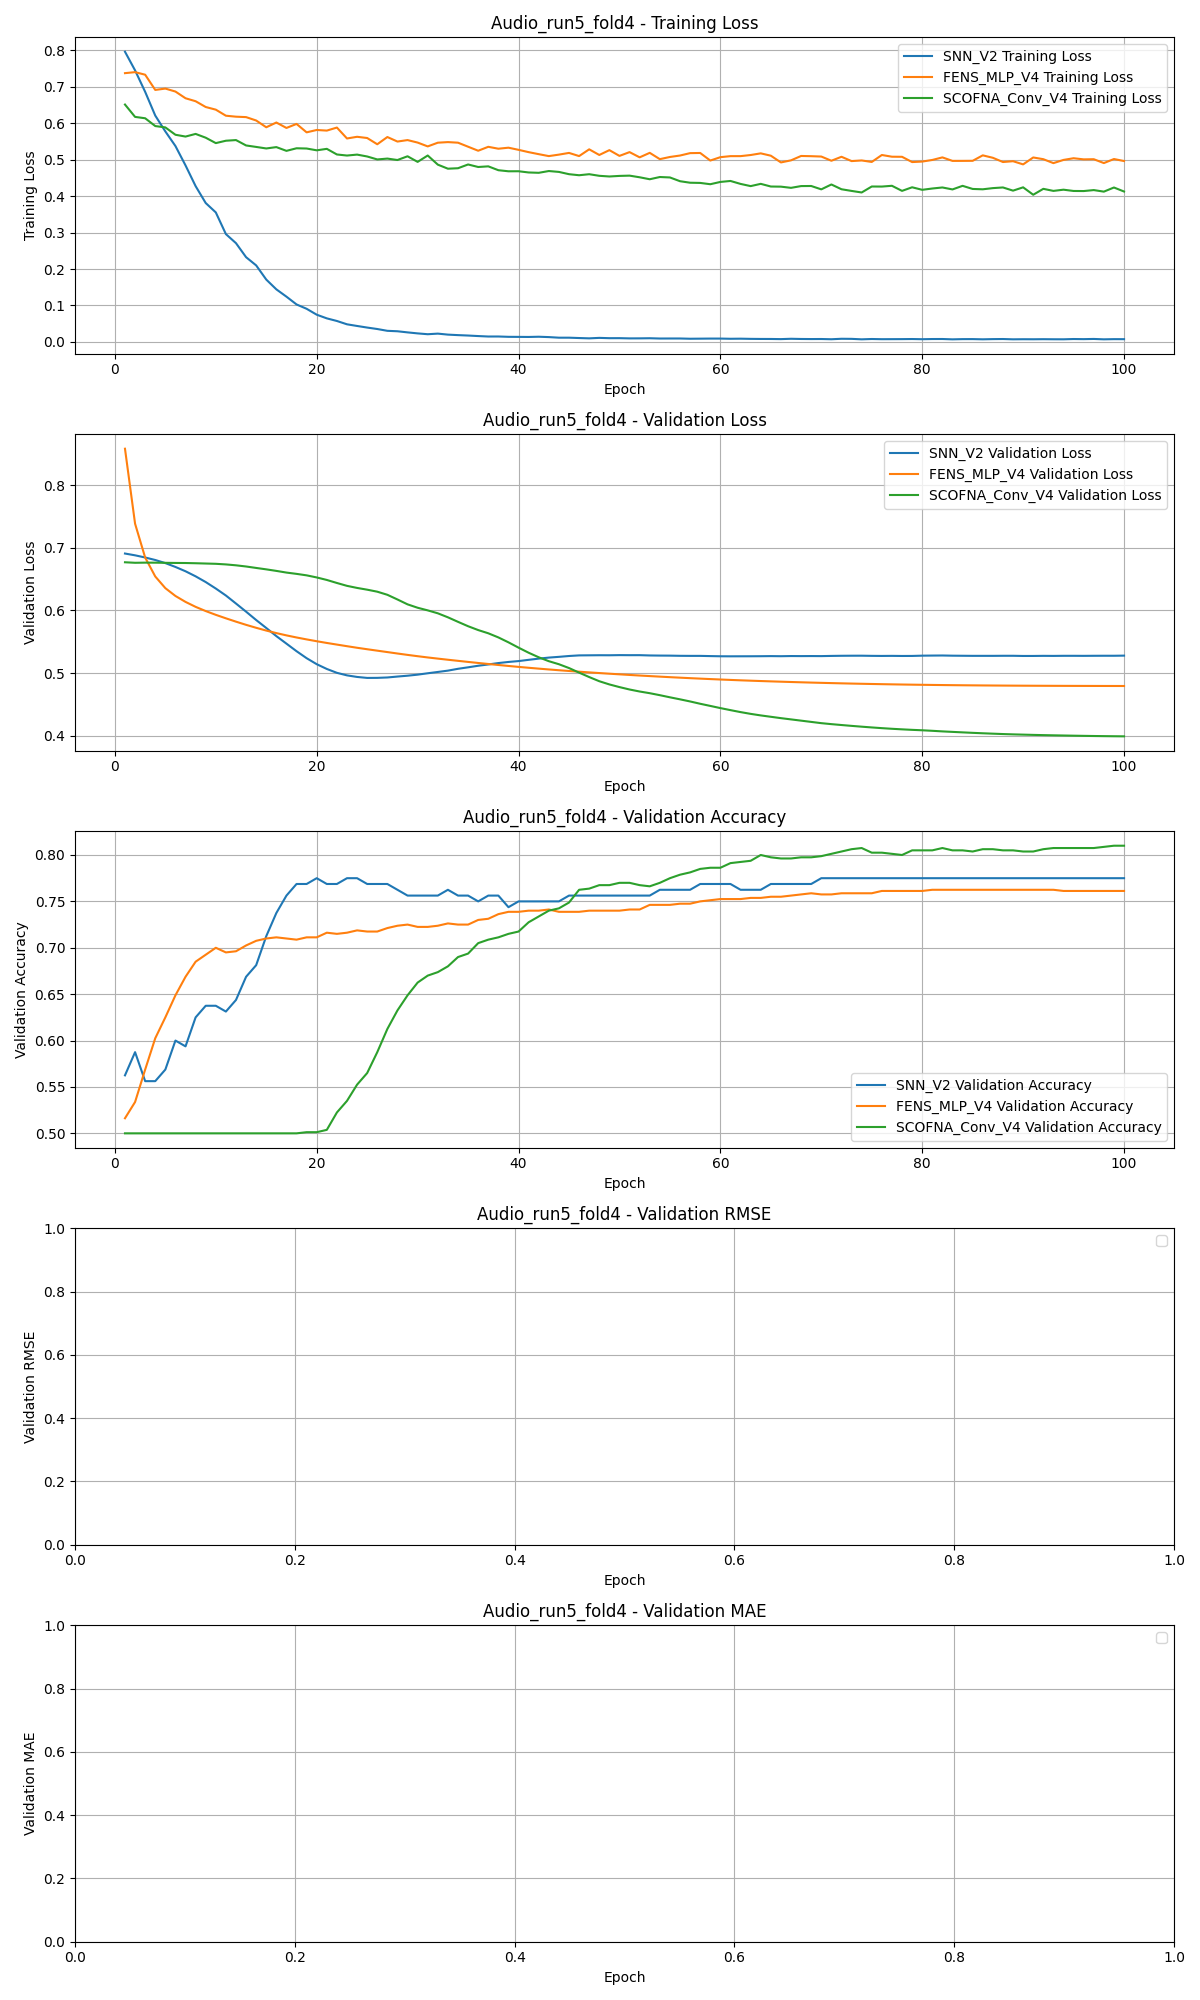 Audio_run5_fold4 - Training Loss
Training Loss
0.8
0.7
0.6
0.5
0.4
0.3
0.2
0.1
0.0
SNN_V2 Training Loss
FENS_MLP_V4 Training Loss
SCOFNA_Conv_V4 Training Loss
0 20 40 60 80 100
Epoch
Audio_run5_fold4 - Validation Loss
Validation Loss
0.8
0.7
0.6
0.5
0.4
SNN_V2 Validation Loss
FENS_MLP_V4 Validation Loss
SCOFNA_Conv_V4 Validation Loss
0 20 40 60 80 100
Epoch
Audio_run5_fold4 - Validation Accuracy
Validation Accuracy
0.80
0.75
0.70
0.65
0.60
0.55
0.50
SNN_V2 Validation Accuracy
FENS_MLP_V4 Validation Accuracy
SCOFNA_Conv_V4 Validation Accuracy
0 20 40 60 80 100
Epoch
Audio_run5_fold4 - Validation RMSE
Validation RMSE
1.0
0.8
0.6
0.4
0.2
0.0
0.0 0.2 0.4 0.6 0.8 1.0
Epoch
Audio_run5_fold4 - Validation MAE
Validation MAE
1.0
0.8
0.6
0.4
0.2
0.0
0.0 0.2 0.4 0.6 0.8 1.0
Epoch